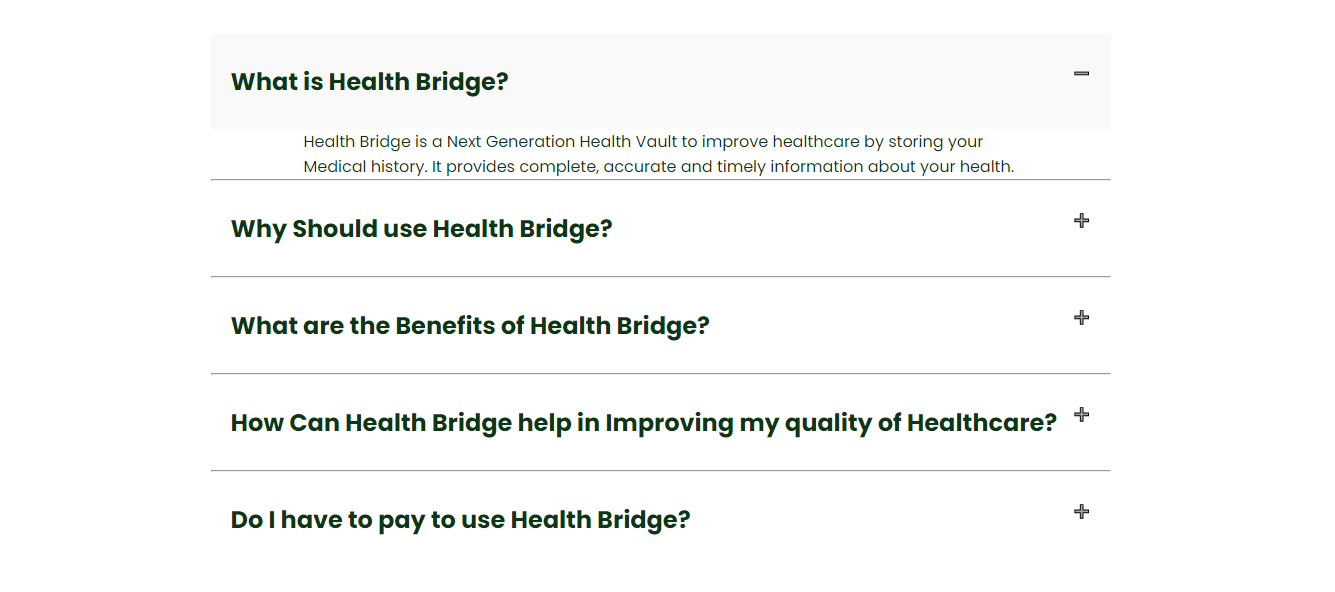 What is Health Bridge?
Health Bridge is a Next Generation Health Vault to improve healthcare by storing your
Medical history. It provides complete, accurate and timely information about your health.
Why Should use Health Bridge?
What are the Benefits of Health Bridge?
How Can Health Bridge help in Improving my quality of Healthcare?
Do I have to pay to use Health Bridge?